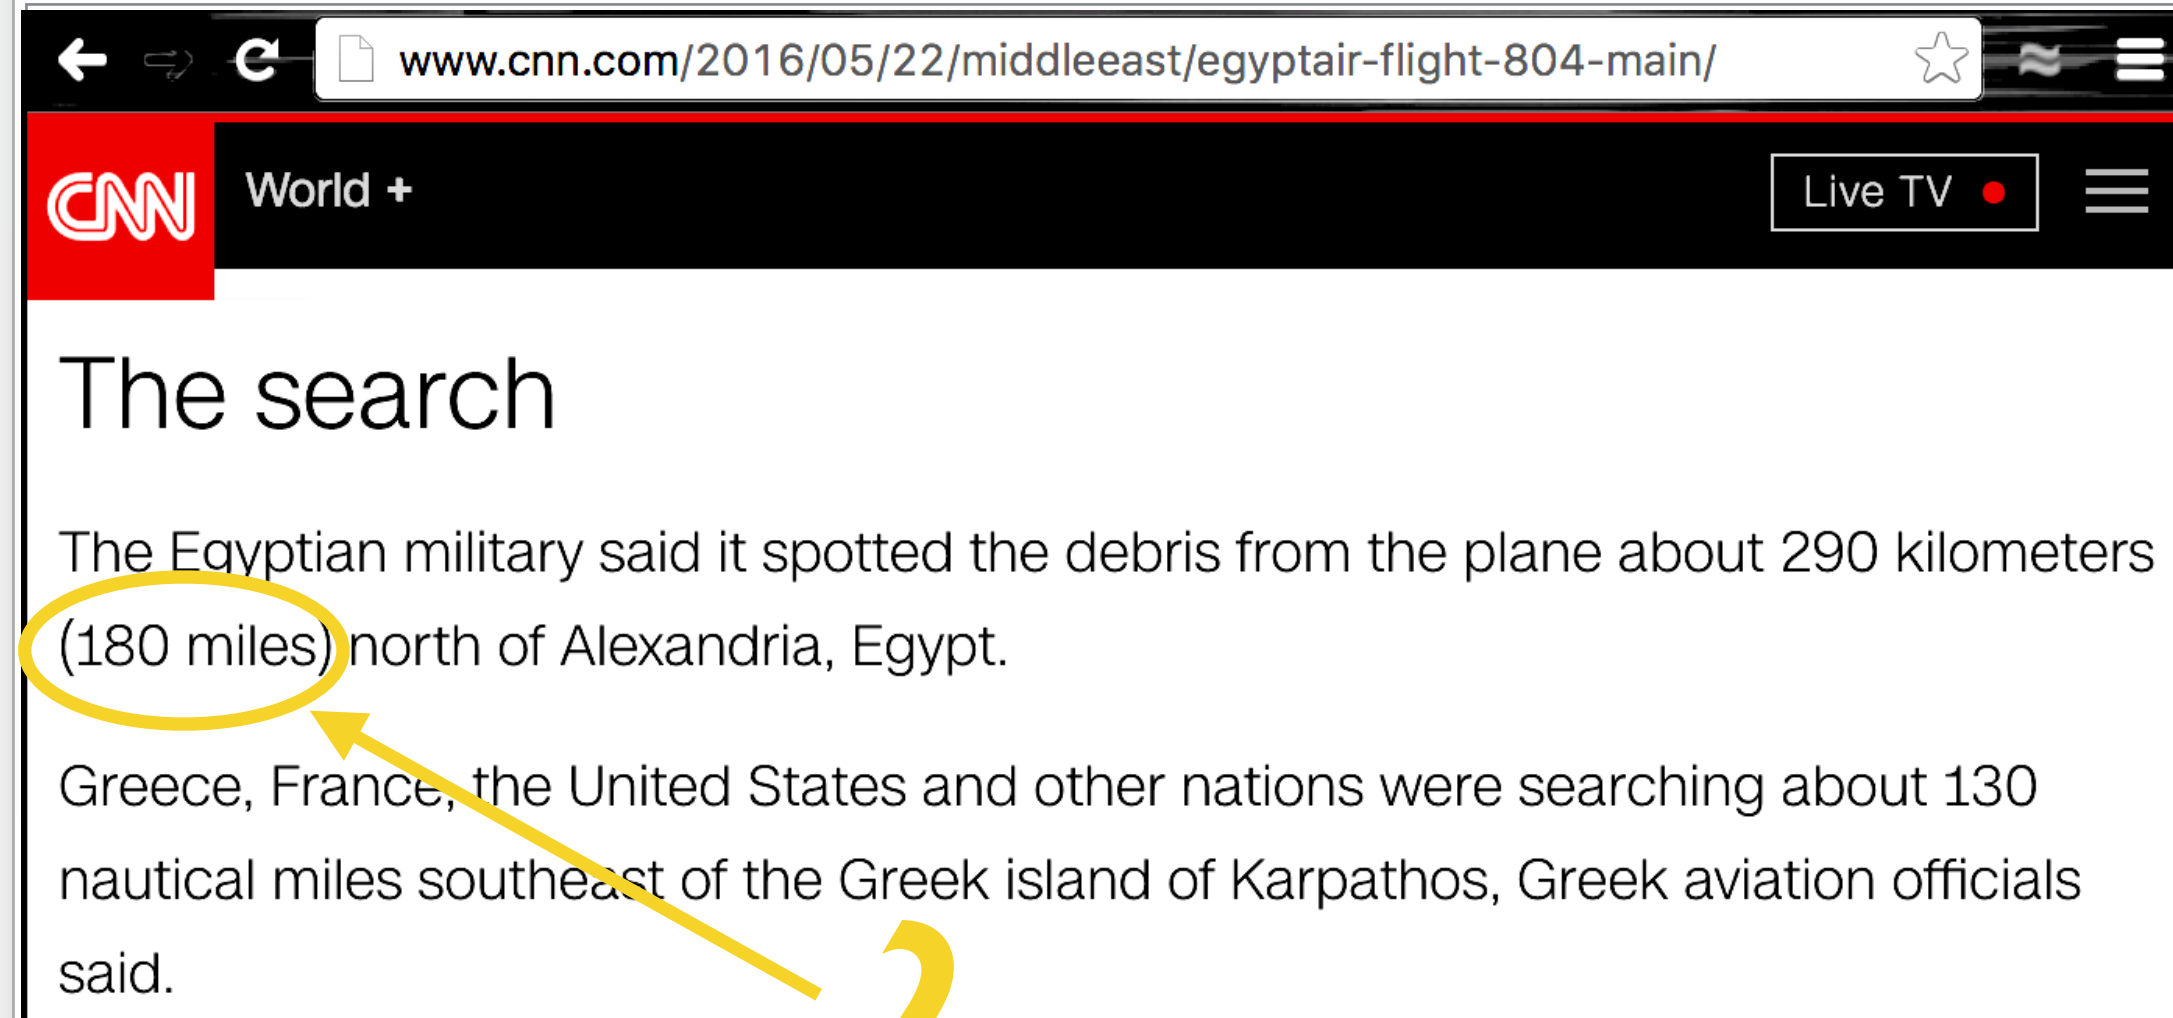 www.cnn.com/2016/05/22/middleeast/egyptair-flight-804-main/
CNN World + Live TV
The search
The Egyptian military said it spotted the debris from the plane about 290 kilometers
(180 miles) north of Alexandria, Egypt.
Greece, France, the United States and other nations were searching about 130
nautical miles southeast of the Greek island of Karpathos, Greek aviation officials
said.